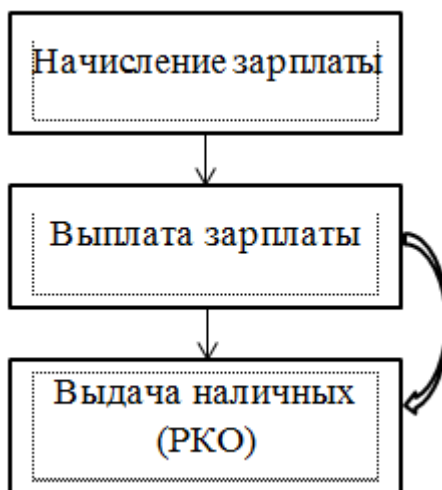 Начисление зарплаты
Выплата зарплаты
Выдача наличных
(РКО)